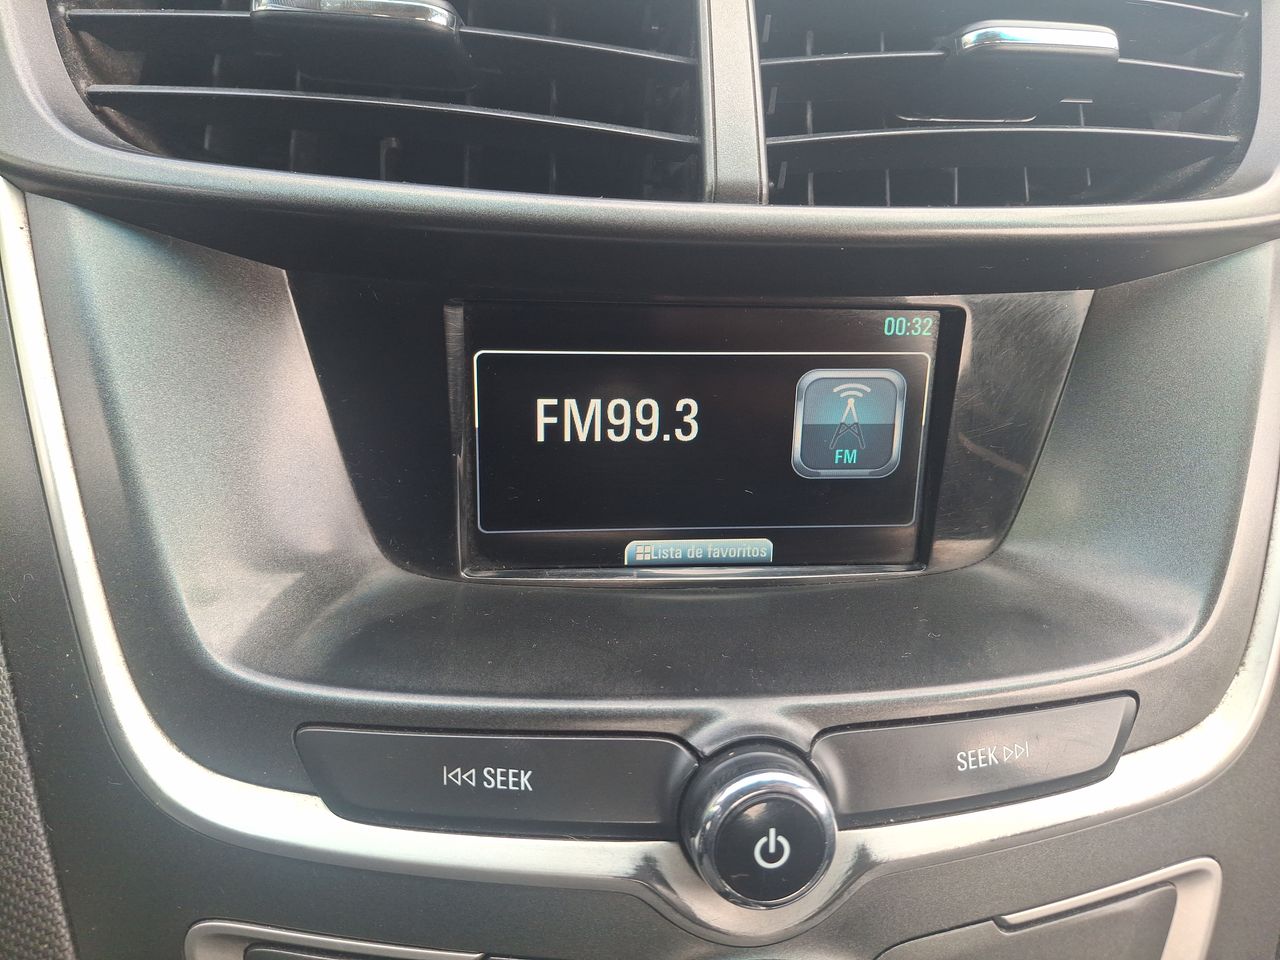 00:32
FM99.3
FM
Lista de favoritos
SEEK
SEEK